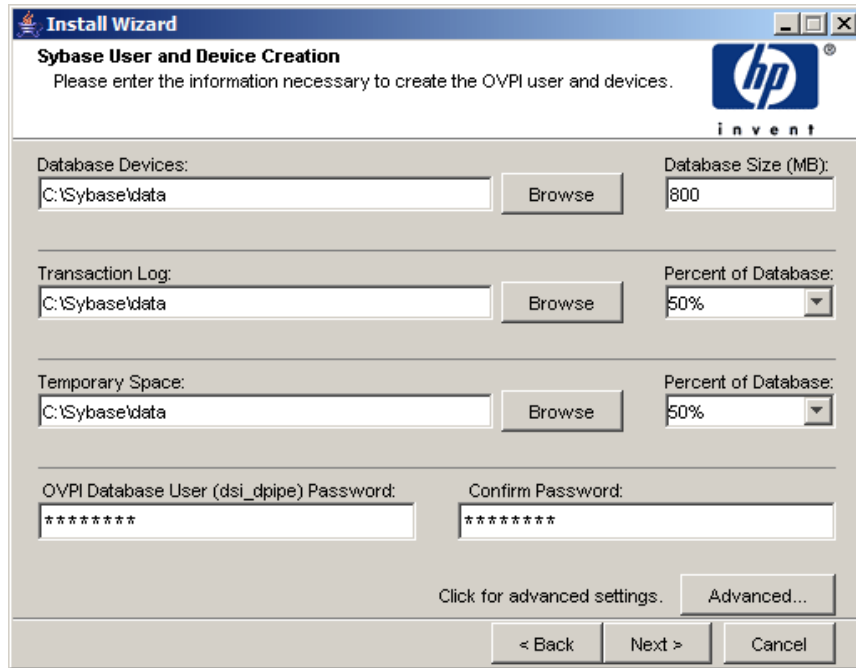 Install Wizard
Sybase User and Device Creation
Please enter the information necessary to create the OVPI user and devices.
hp
®
invent
Database Devices:
Database Size (MB):
C:\Sybase\data
Browse
800
Transaction Log:
Percent of Database:
C:\Sybase\data
Browse
50%
Temporary Space:
Percent of Database:
C:\Sybase\data
Browse
50%
OVPI Database User (dsi_dpipe) Password:
Confirm Password:
********
********
Click for advanced settings.
Advanced...
< Back
Next >
Cancel